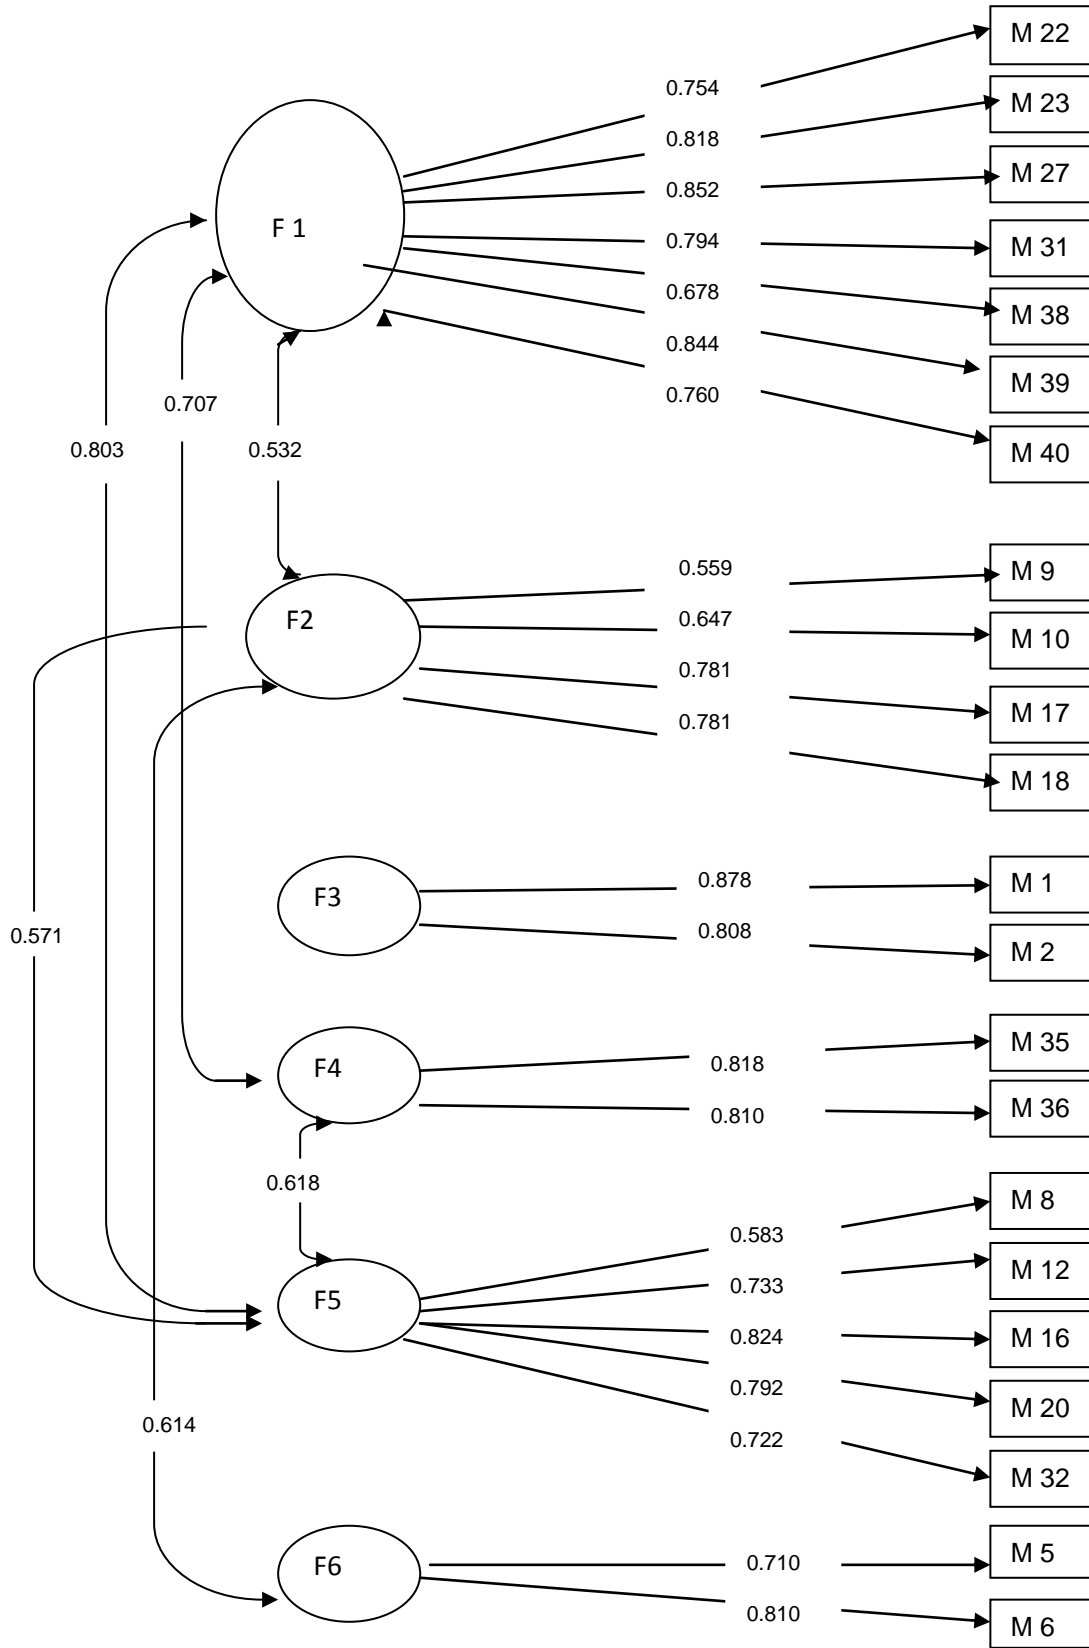 M 22
0.754
M 23
0.818
M 27
0.852
F 1
M 31
0.794
0.678
M 38
0.844
M 39
0.760
0.707
M 40
0.803
0.532
0.559
M 9
F2
0.647
M 10
0.781
M 17
0.781
M 18
0.878
M 1
F3
0.571
0.808
M 2
M 35
F4
0.818
M 36
0.810
0.618
M 8
0.583
M 12
F5
0.733
M 16
0.824
0.792
M 20
0.614
0.722
M 32
M 5
F6
0.710
0.810
M 6